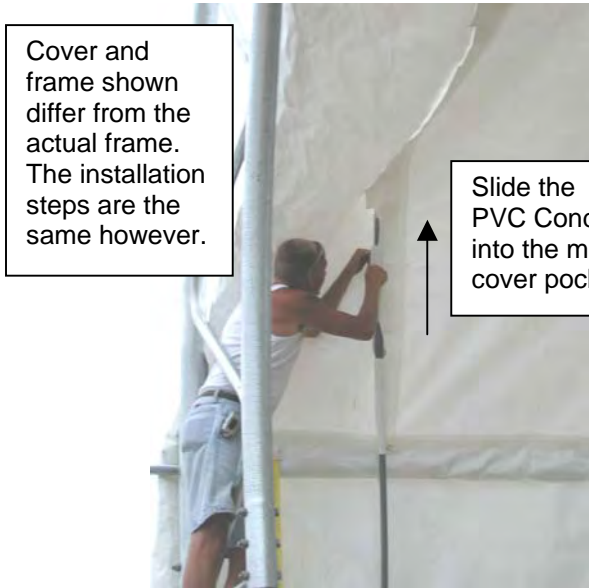 Cover and
frame shown
differ from the
actual frame.
The installation
steps are the
same however.
Slide the
PVC
into the
cover